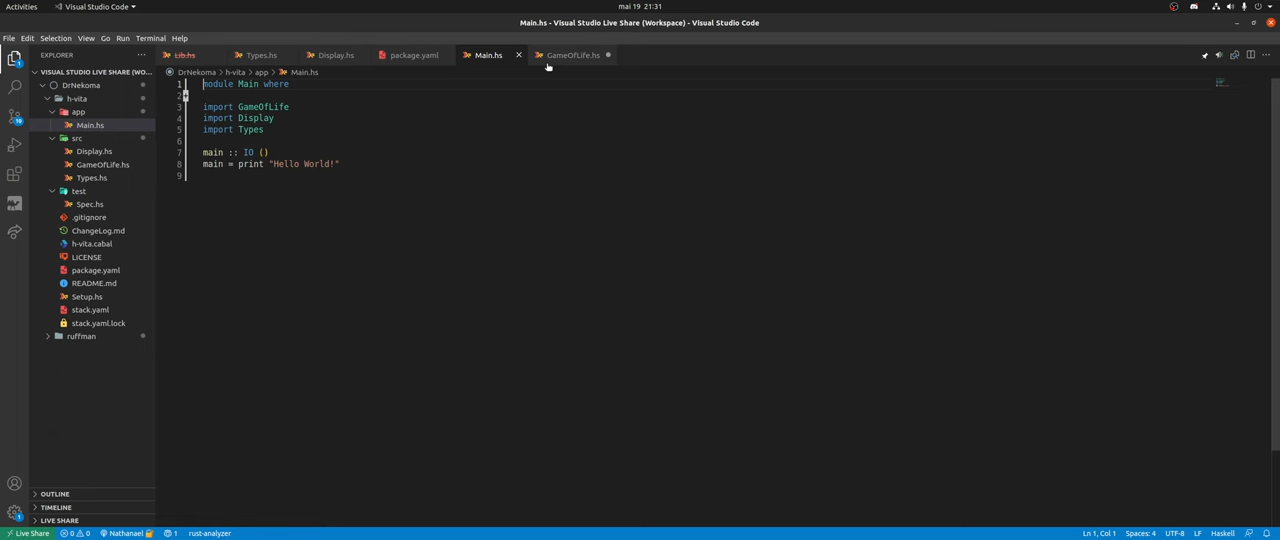 Activities
Visual Studio Code
mai 19 21:31
Main.hs - Visual Studio Live Share (Workspace) - Visual Studio Code
File Edit Selection View Go Run Terminal Help
EXPLORER
Lib.hs
Types.hs
Display.hs
package.yaml
Main.hs
GameOfLife.hs
VISUAL STUDIO LIVE SHARE (WO...
DrNekoma > h-vita > app > Main.hs
DrNekoma
h-vita
app
Main.hs
src
Display.hs
GameOfLife.hs
Types.hs
test
Spec.hs
.gitignore
ChangeLog.md
h-vita.cabal
LICENSE
package.yaml
README.md
Setup.hs
stack.yaml
stack.yaml.lock
ruffman
1 module Main where
2
3 import GameOfLife
4 import Display
5 import Types
6
7 main :: IO ()
8 main = print "Hello World!"
9
1
10
1
OUTLINE
TIMELINE
LIVE SHARE
Live Share 0 0 Nathanael 1 rust-analyzer
Ln 1, Col 1 Spaces: 4 UTF-8 LF Haskell